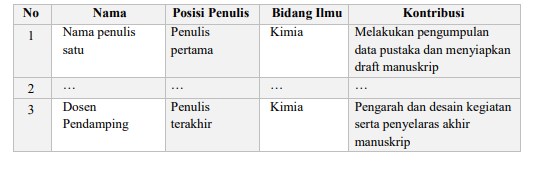 No Nama Posisi Penulis Bidang Ilmu Kontribusi
1 Nama penulis Penulis Kimia Melakukan pengumpulan
satu pertama data pustaka dan menyiapkan
draft manuskrip
2 … … … …
3 Dosen Penulis Kimia Pengarah dan desain kegiatan
Pendamping terakhir serta penyelaras akhir
manuskrip